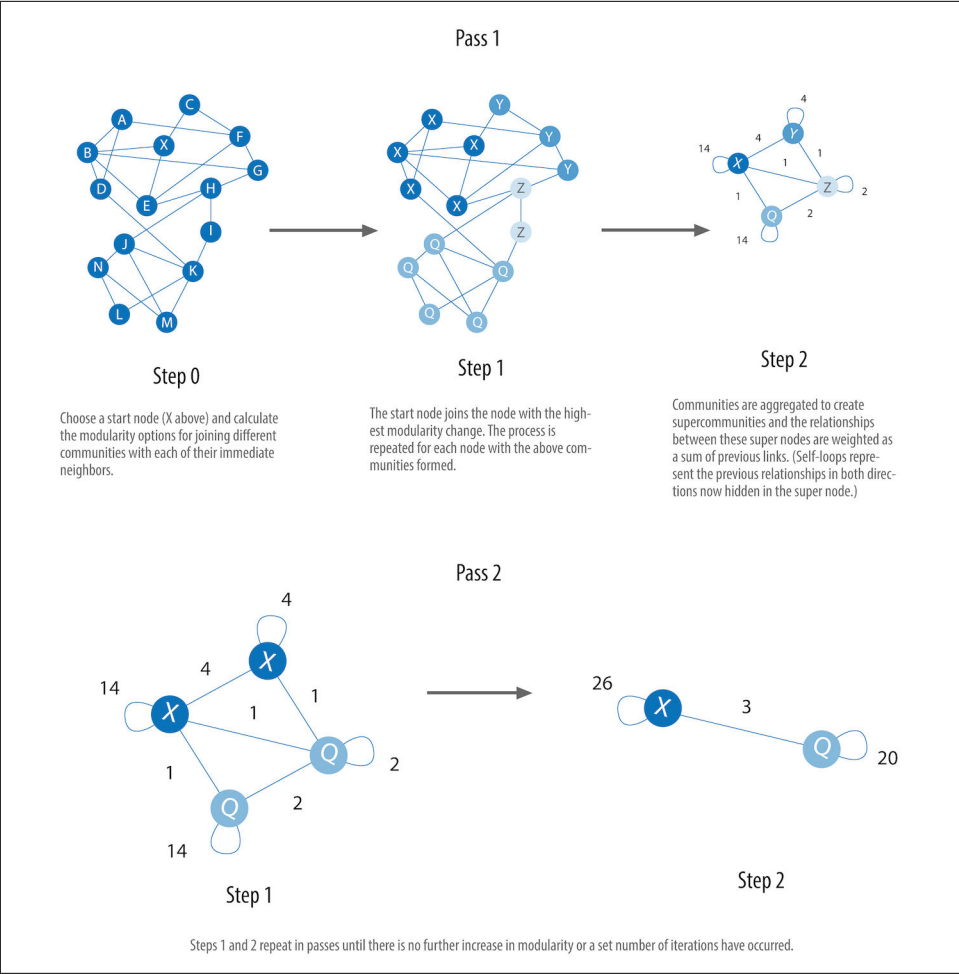 Pass 1
A
C
B
X
F
G
D
E
H
I
J
N
K
L
M
X
Y
X
X
Y
Y
X
X
Z
Z
Q
Q
Q
Q
Q
4
4
Y
14
X
1
1
Z
2
1
Q
2
14
Step 0
Step 1
Step 2
Choose a start node (X above) and calculate
the modularity options for joining different
communities with each of their immediate
neighbors.
The start node joins the node with the high-
est modularity change. The process is
repeated for each node with the above com-
munities formed.
Communities are aggregated to create
supercommunities and the relationships
between these super nodes are weighted as
a sum of previous links. (Self-loops repre-
sent the previous relationships in both direc-
tions now hidden in the super node.)
Pass 2
4
X
4
14
X
1
1
Q
2
1
Q
2
14
Step 1
26
X
3
Q
20
Step 2
Steps 1 and 2 repeat in passes until there is no further increase in modularity or a set number of iterations have occurred.